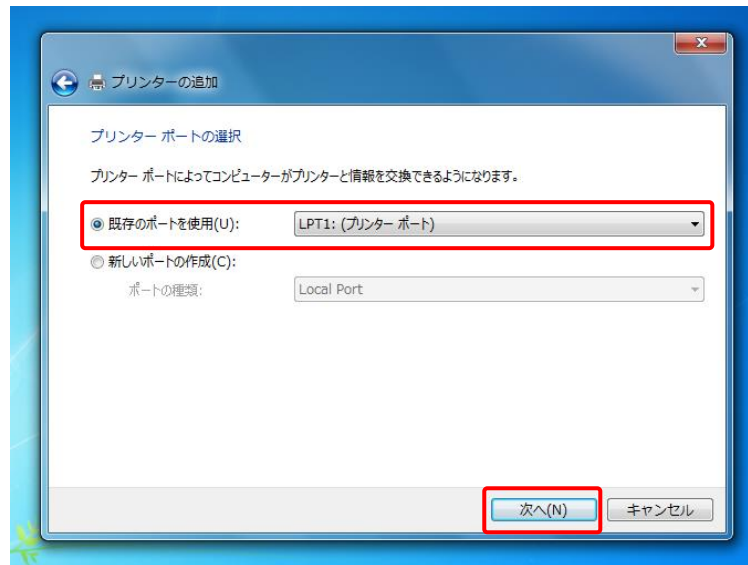 プリンターの追加
プリンター ポートの選択
プリンター ポートによってコンピューターがプリンターと情報を交換できるようになります。
既存のポートを使用(U): LPT1: (プリンター ポート)
新しいポートの作成(C):
ポートの種類: Local Port
次へ(N) キャンセル